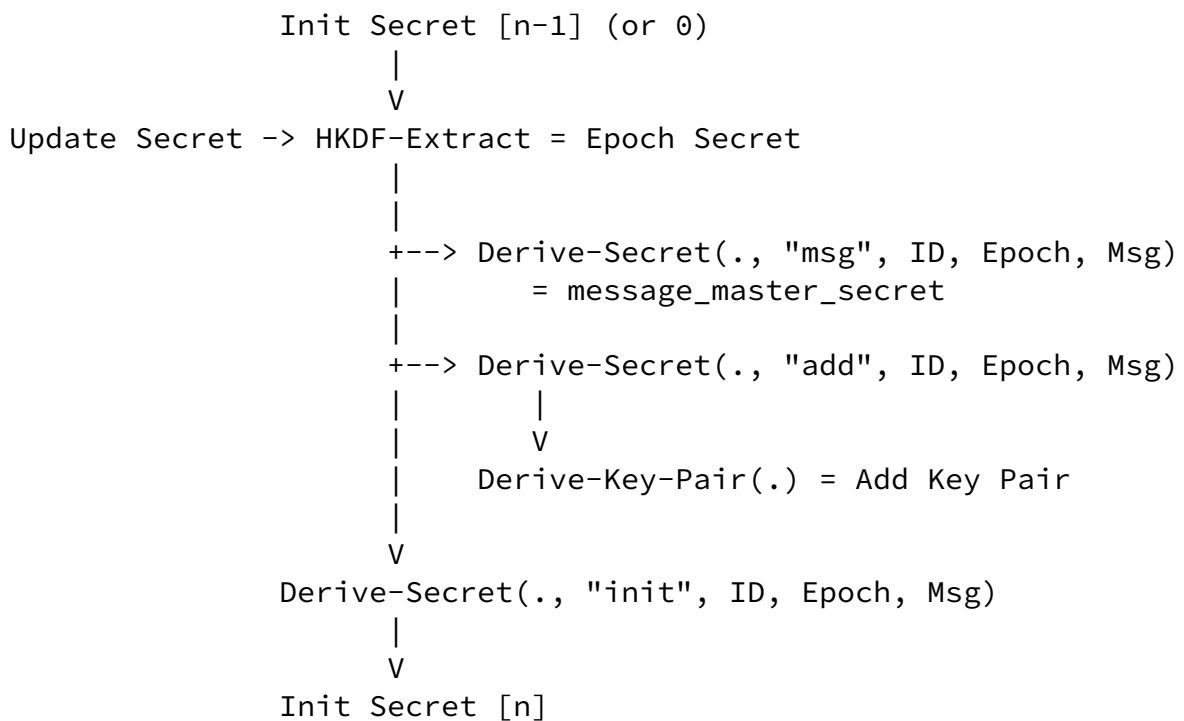 Init Secret [n-1] (or 0)
|
V
Update Secret -> HKDF-Extract = Epoch Secret
|
|
+--> Derive-Secret(., "msg", ID, Epoch, Msg)
|         = message_master_secret
|
+--> Derive-Secret(., "add", ID, Epoch, Msg)
|         |
|         V
|    Derive-Key-Pair(.) = Add Key Pair
|
V
Derive-Secret(., "init", ID, Epoch, Msg)
|
V
Init Secret [n]